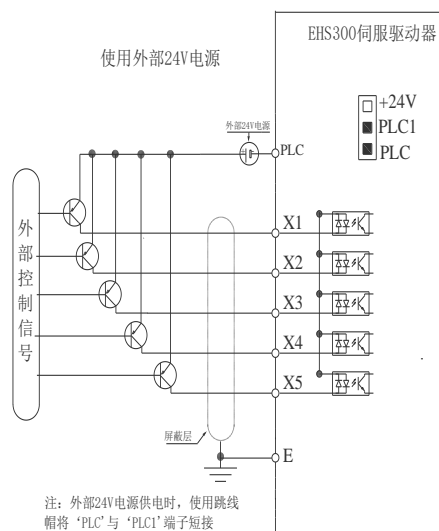 EHS300伺服驱动器
使用外部24V电源
+24V
PLC1
PLC
外部24V电源
PLC
X1
X2
X3
X4
X5
外部控制信号
屏蔽层
E
注：外部24V电源供电时，使用跳线
帽将‘PLC’与‘PLC1’端子短接